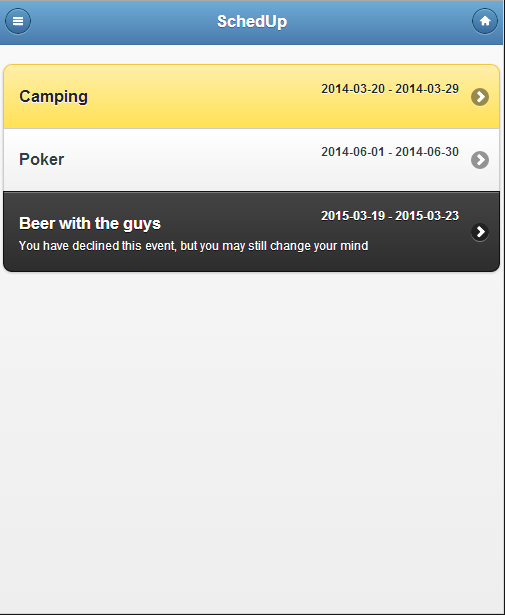 SchedUp
Camping
2014-03-20 - 2014-03-29
Poker
2014-06-01 - 2014-06-30
Beer with the guys
2015-03-19 - 2015-03-23
You have declined this event, but you may still change your mind